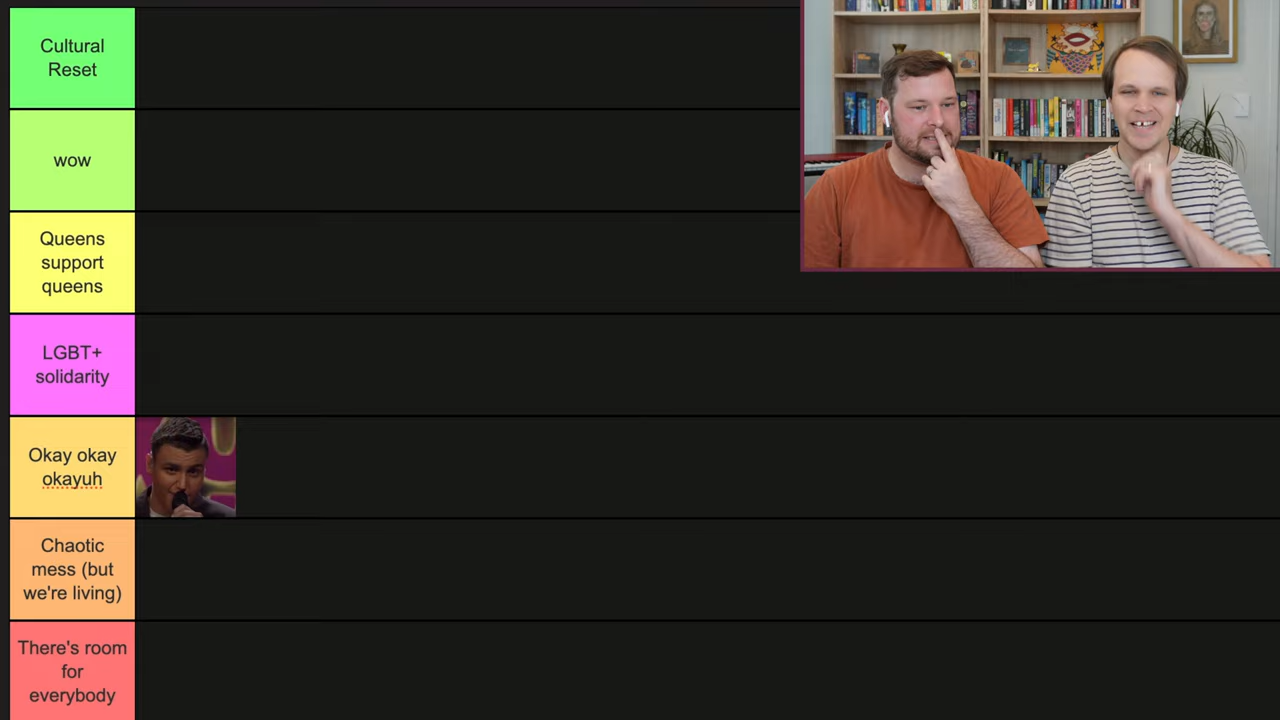 Cultural
Reset
wow
Queens
support
queens
LGBT+
solidarity
Okay okay
okayuh
Chaotic
mess (but
we're living)
There's room
for
everybody